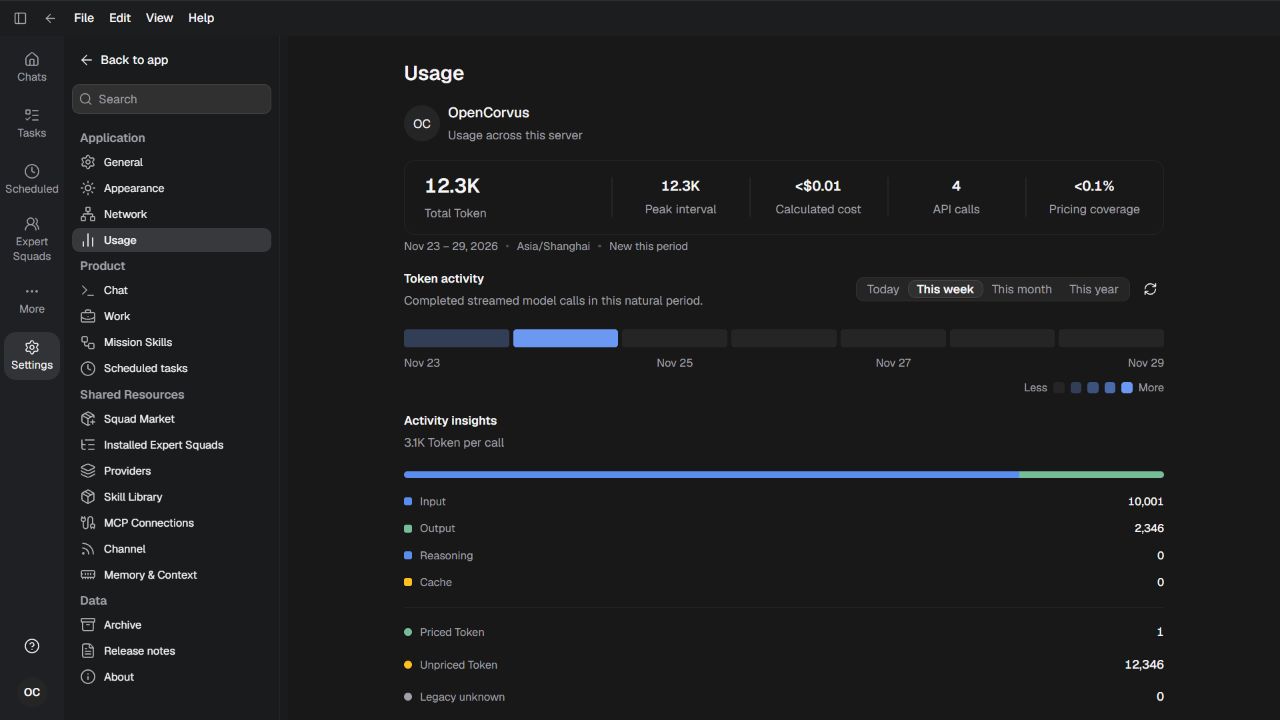 File Edit View Help
Chats
Tasks
Scheduled
Expert
Squads
More
Settings
OC
Back to app
Search
Application
General
Appearance
Network
Usage
Product
Chat
Work
Mission Skills
Scheduled tasks
Shared Resources
Squad Market
Installed Expert Squads
Providers
Skill Library
MCP Connections
Channel
Memory & Context
Data
Archive
Release notes
About
Usage
OC
OpenCorvus
Usage across this server
12.3K
Total Token
12.3K
Peak interval
<$0.01
Calculated cost
4
API calls
<0.1%
Pricing coverage
Nov 23 – 29, 2026 • Asia/Shanghai • New this period
Token activity
Completed streamed model calls in this natural period.
Today This week This month This year
Nov 23 Nov 25 Nov 27 Nov 29
Less More
Activity insights
3.1K Token per call
Input 10,001
Output 2,346
Reasoning 0
Cache 0
Priced Token 1
Unpriced Token 12,346
Legacy unknown 0